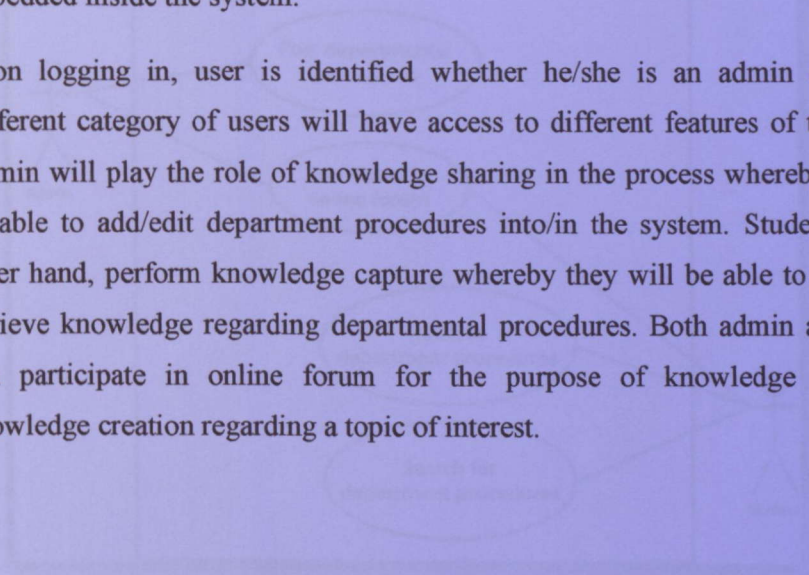 inside the system.
on logging in, user is identified whether he/she is an admin
ferent category of users will have access to different features of
min will play the role of knowledge sharing in the process whereb
able to add/edit department procedures into/in the system. Stude
er hand, perform knowledge capture whereby they will be able to
ieve knowledge regarding departmental procedures. Both admin a
participate in online forum for the purpose of knowledge
owledge creation regarding a topic of interest.
Search for
department procedures